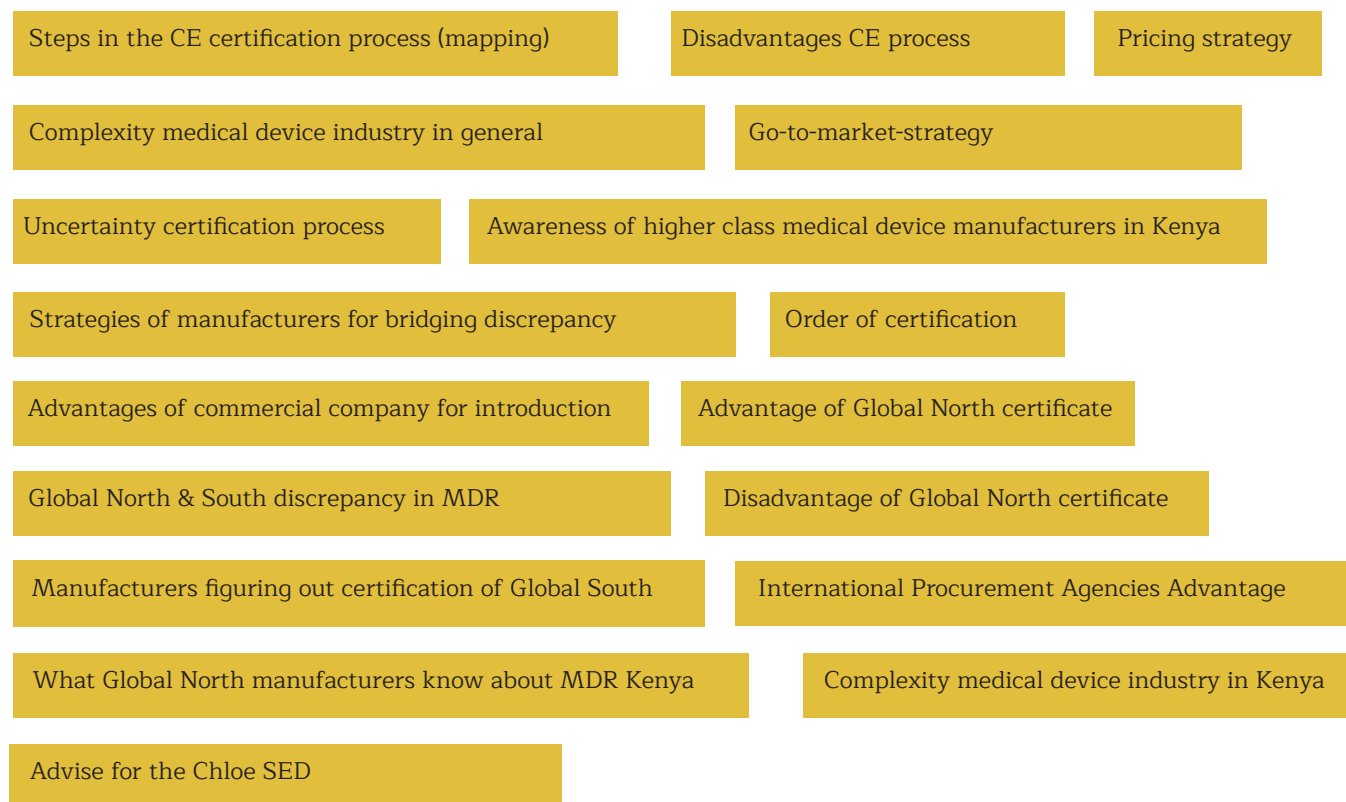 Steps in the CE certification process (mapping)
Disadvantages CE process
Pricing strategy
Complexity medical device industry in general
Go-to-market-strategy
Uncertainty certification process
Awareness of higher class medical device manufacturers in Kenya
Strategies of manufacturers for bridging discrepancy
Order of certification
Advantages of commercial company for introduction
Advantage of Global North certificate
Global North & South discrepancy in MDR
Disadvantage of Global North certificate
Manufacturers figuring out certification of Global South
International Procurement Agencies Advantage
What Global North manufacturers know about MDR Kenya
Complexity medical device industry in Kenya
Advise for the Chloe SED